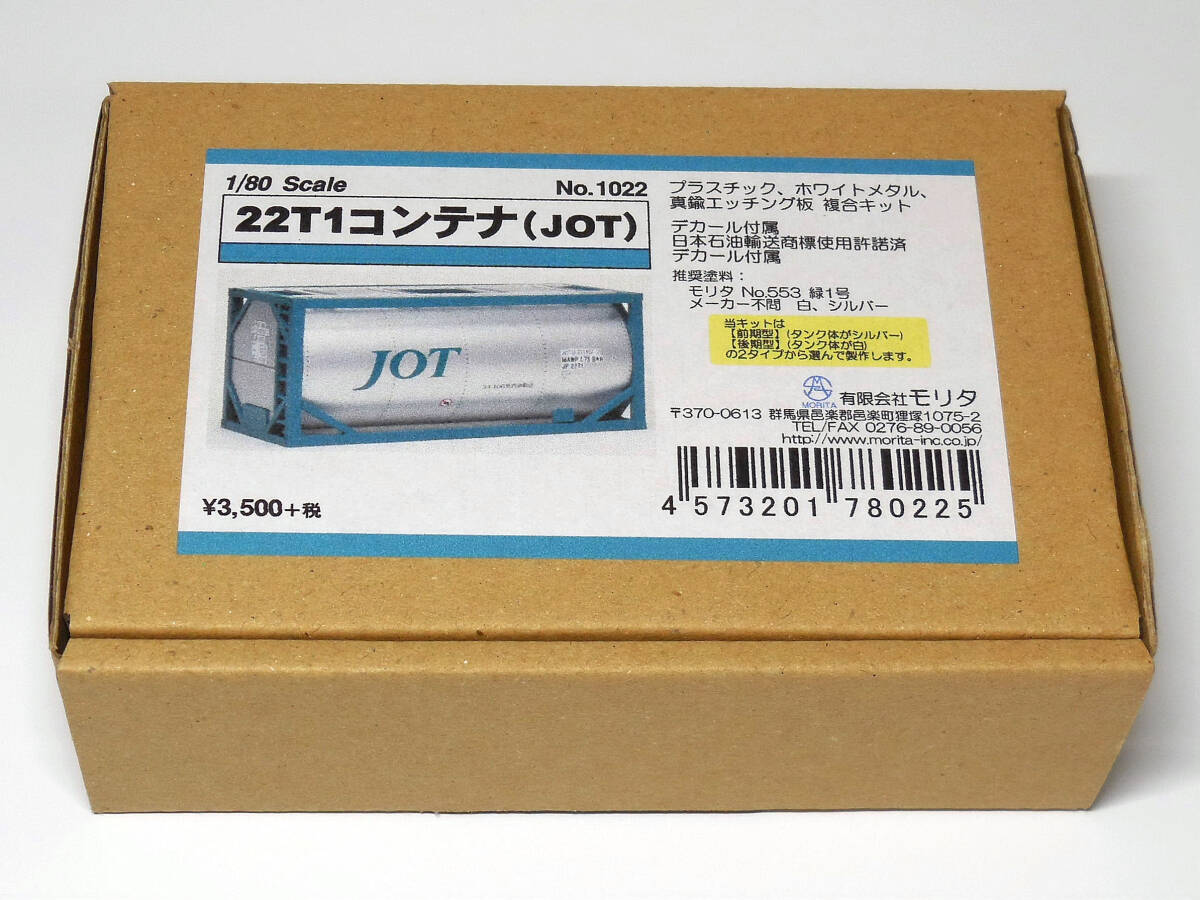 1/80 Scale
No.1022
22T1コンテナ(JOT)
JOT
¥3,500+税
プラスチック、ホワイトメタル、
真鍮エッチング板 複合キット
デカール付属
日本石油輸送商標使用許諾済
デカール付属
推奨塗料：
モリタ No.553 緑1号
メーカー不問 白、シルバー
当キットは
【前期型】(タンク体がシルバー)
【後期型】(タンク体が白)
の2タイプから選んで製作します。
MORITA
有限会社モリタ
〒370-0613 群馬県邑楽郡邑楽町狸塚1075-2
TEL/FAX 0276-89-0056
http://www.morita-inc.co.jp/
4 573201 780225